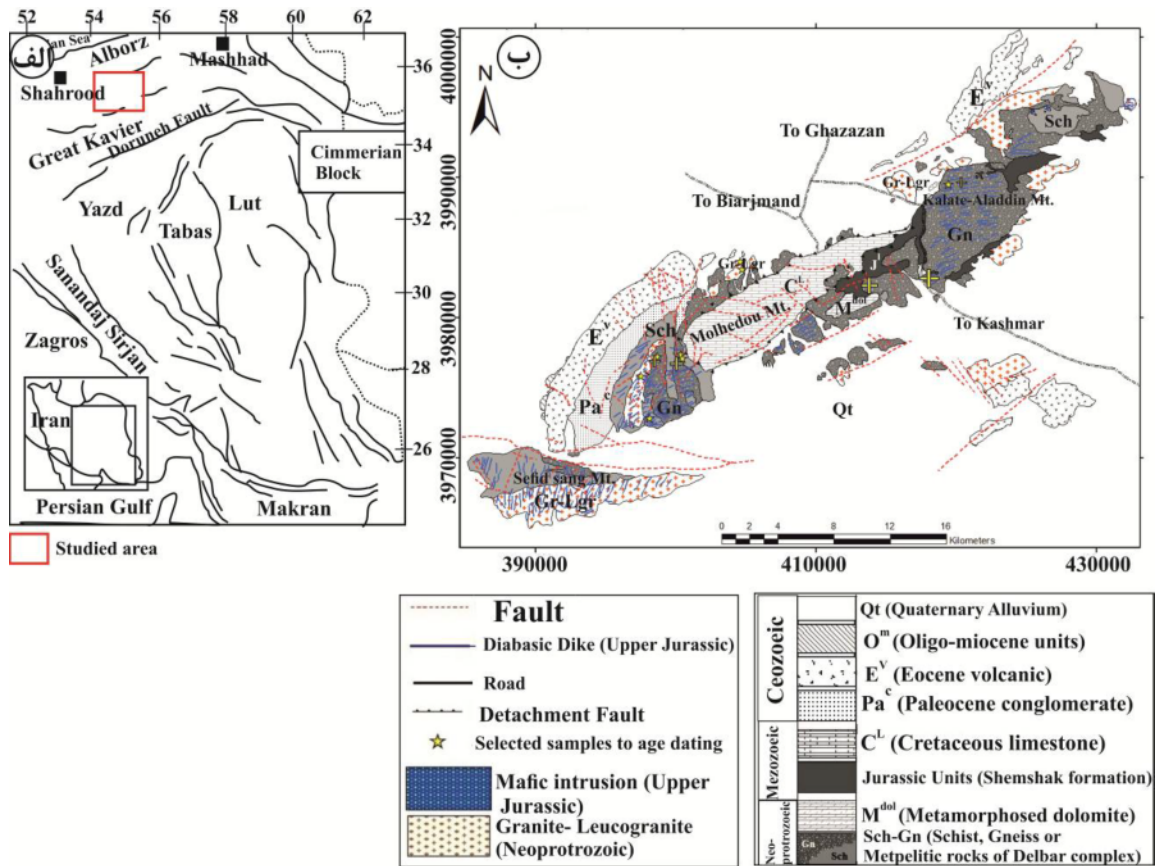 52 54 56 58 60 62
an Sea
الف
Alborz
Mashhad
Shahrood
36
Great Kavier
Doruneh Fault
34
Cimmerian
Block
Yazd
Lut
Tabas
32
Sanandaj Sirjan
30
Zagros
28
Iran
26
Persian Gulf
Makran
Studied area
ب
N
4000000
3990000
3980000
3970000
E^v
Sch
To Ghazazan
Gr-Lgr
To Biarjmand
Kalate-Aladdin Mt.
Gn
Gr-Lgr
J
C^L
M^dol
Molhedou Mt.
Sch
To Kashmar
E^v
Pa^c
Gn
Qt
Sefid sang Mt.
Gr-Lgr
0 2 4 8 12 16
Kilometers
390000 410000 430000
Fault
Diabasic Dike (Upper Jurassic)
Road
Detachment Fault
Selected samples to age dating
Mafic intrusion (Upper
Jurassic)
Granite- Leucogranite
(Neoprotrozoic)
Ceozoeic
Qt (Quaternary Alluvium)
O^m (Oligo-miocene units)
E^V (Eocene volcanic)
Pa^c (Paleocene conglomerate)
Mezozoeic
C^L (Cretaceous limestone)
Jurassic Units (Shemshak formation)
Neo-
protrozoeic
M^dol (Metamorphosed dolomite)
Gn
Sch
Sch-Gn (Schist, Gneiss or
Metpelitic rocks of Delbar complex)